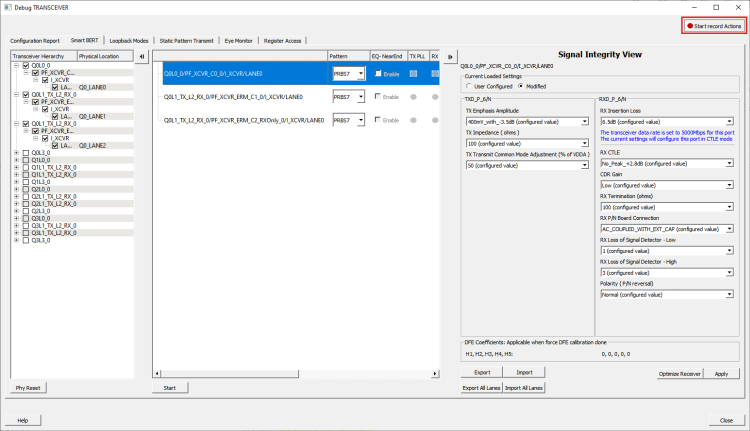 Debug TRANSCEIVER
Start record Actions
Configuration Report
Smart BERT
Loopback Modes
Static Pattern Transmit
Eye Monitor
Register Access
Transceiver Hierarchy Physical Location
Q0L0_0
PF_XCVR_C...
I_XCVR
LA... Q0_LANE0
Q0L1_TX_L2_RX_0
PF_XCVR_E...
I_XCVR
LA... Q0_LANE1
Q0L1_TX_L2_RX_0
PF_XCVR_E...
I_XCVR
LA... Q0_LANE2
Q0L3_0
Q1L0_0
Q1L1_TX_L2_RX_0
Q1L1_TX_L2_RX_0
Q1L3_0
Q2L0_0
Q2L1_TX_L2_RX_0
Q2L1_TX_L2_RX_0
Q2L3_0
Q3L0_0
Q3L1_TX_L2_RX_0
Q3L1_TX_L2_RX_0
Q3L3_0
Phy Reset
Pattern EQ- NearEnd TX PLL RX
Q0L0_0/PF_XCVR_C0_0/I_XCVR/LANE0 PRBS7 Enable
Q0L1_TX_L2_RX_0/PF_XCVR_ERM_C1_0/I_XCVR/LANE0 PRBS7 Enable
Q0L1_TX_L2_RX_0/PF_XCVR_ERM_C2_RXOnly_0/I_XCVR/LANE0 PRBS7 Enable
Start
Signal Integrity View
Q0L0_0/PF_XCVR_C0_0/I_XCVR/LANE0
Current Loaded Settings
User Configured Modified
TXD_P_6/N
TX Emphasis Amplitude
400mV_with_-3.5dB (configured value)
TX Impedance ( ohms )
100 (configured value)
TX Transmit Common Mode Adjustment (% of VDDA )
50 (configured value)
RXD_P_6/N
RX Insertion Loss
6.5dB (configured value)
The transceiver data rate is set to 5000Mbps for this port
The current settings will configure this port in CTLE mode
RX CTLE
No_Peak_+2.8dB (configured value)
CDR Gain
Low (configured value)
RX Termination (ohms)
100 (configured value)
RX P/N Board Connection
AC_COUPLED_WITH_EXT_CAP (configured value)
RX Loss of Signal Detector - Low
1 (configured value)
RX Loss of Signal Detector - High
3 (configured value)
Polarity ( P/N reversal)
Normal (configured value)
DFE Coefficients: Applicable when force DFE calibration done
H1, H2, H3, H4, H5: 0, 0, 0, 0, 0
Export Import
Optimize Receiver Apply
Export All Lanes Import All Lanes
Help
Close